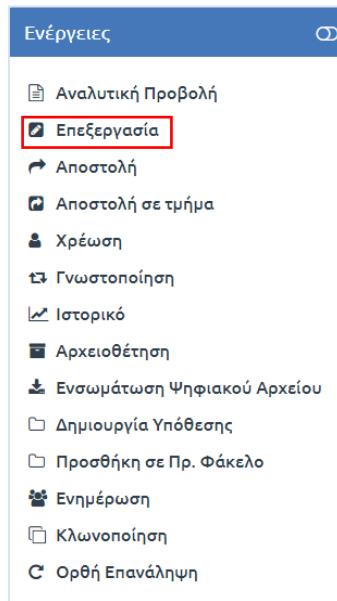 Ενέργειες
Αναλυτική Προβολή
Επεξεργασία
Αποστολή
Αποστολή σε τμήμα
Χρέωση
Γνωστοποίηση
Ιστορικό
Αρχειοθέτηση
Ενσωμάτωση Ψηφιακού Αρχείου
Δημιουργία Υπόθεσης
Προσθήκη σε Πρ. Φάκελο
Ενημέρωση
Κλωνοποίηση
Ορθή Επανάληψη